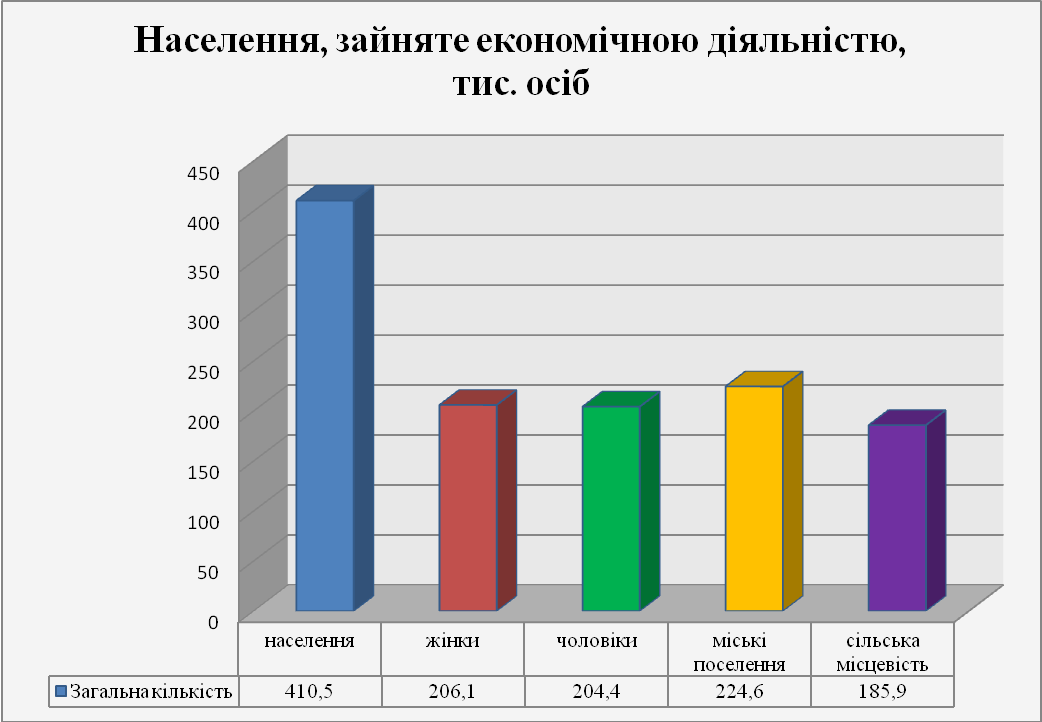 Населення, зайняте економічною діяльністю,
тис. осіб
450
400
350
300
250
200
150
100
50
0
населення жінки чоловіки міські поселення сільська місцевість
Загальна кількість 410,5 206,1 204,4 224,6 185,9